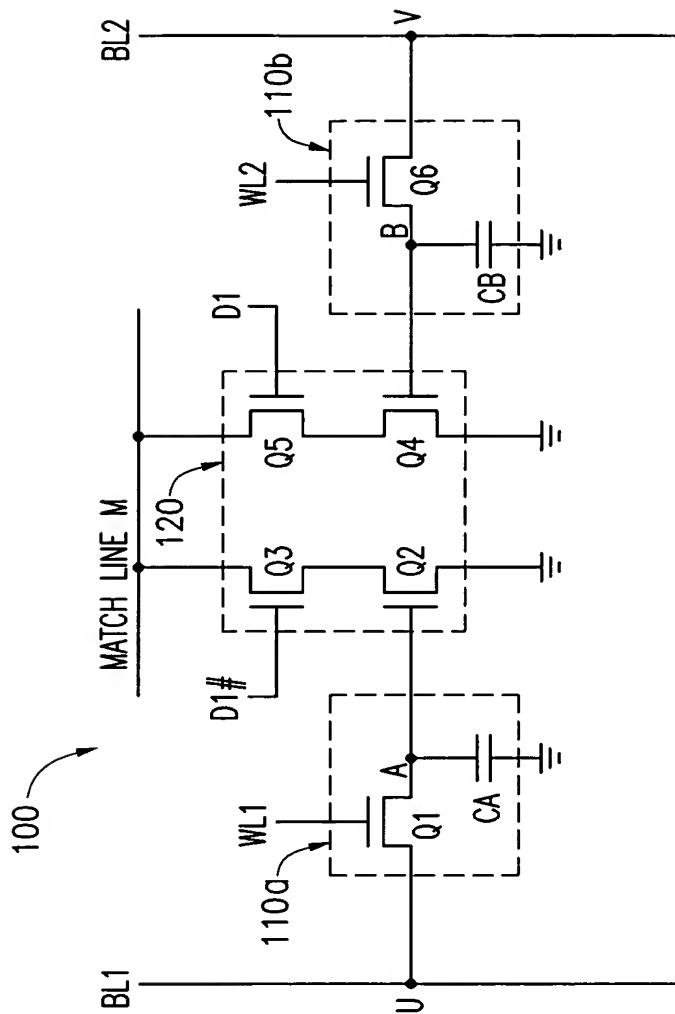 100
BL1
BL2
MATCH LINE M
110a
WL1
D1#
120
D1
WL2
110b
Q3
Q5
U
Q1
A
CA
Q2
Q4
B
CB
Q6
V